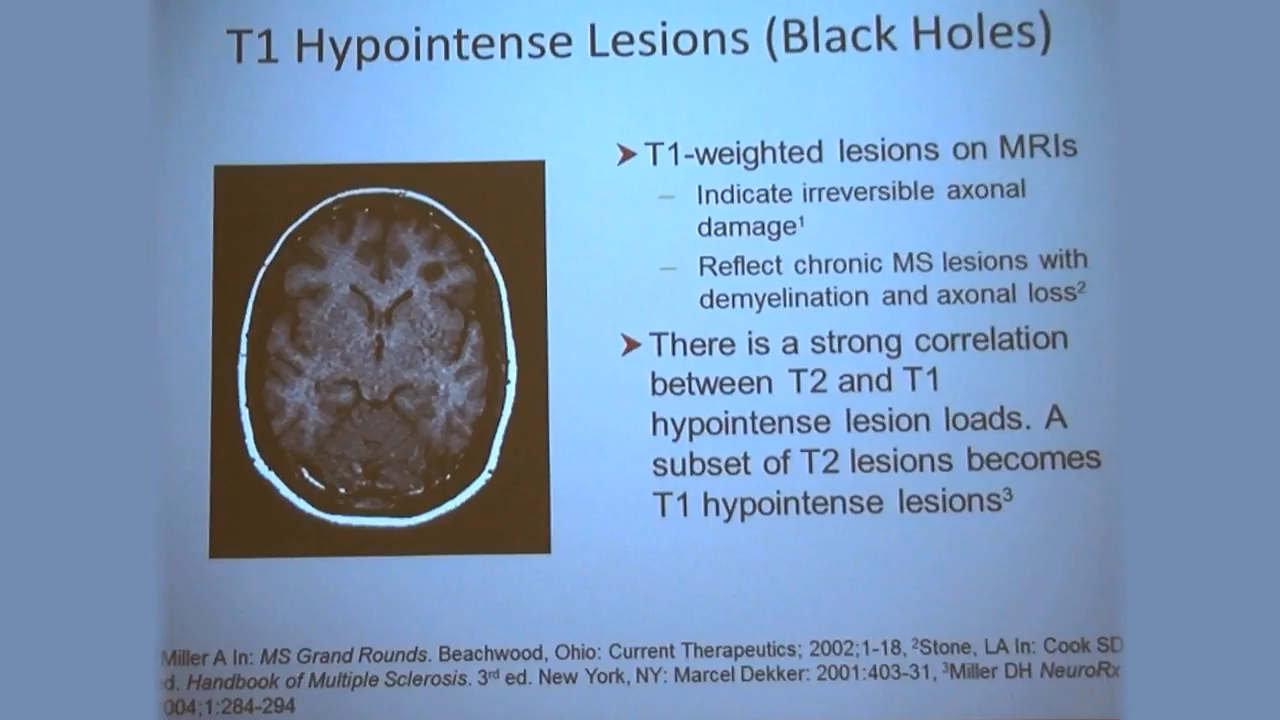 T1 Hypointense Lesions (Black Holes)
➤ T1-weighted lesions on MRIs
– Indicate irreversible axonal
damage¹
– Reflect chronic MS lesions with
demyelination and axonal loss²
➤ There is a strong correlation
between T2 and T1
hypointense lesion loads. A
subset of T2 lesions becomes
T1 hypointense lesions³
Miller A In: MS Grand Rounds. Beachwood, Ohio: Current Therapeutics; 2002;1-18, ²Stone, LA In: Cook SD
d. Handbook of Multiple Sclerosis. 3rd ed. New York, NY: Marcel Dekker: 2001:403-31, ³Miller DH NeuroRx
004;1:284-294